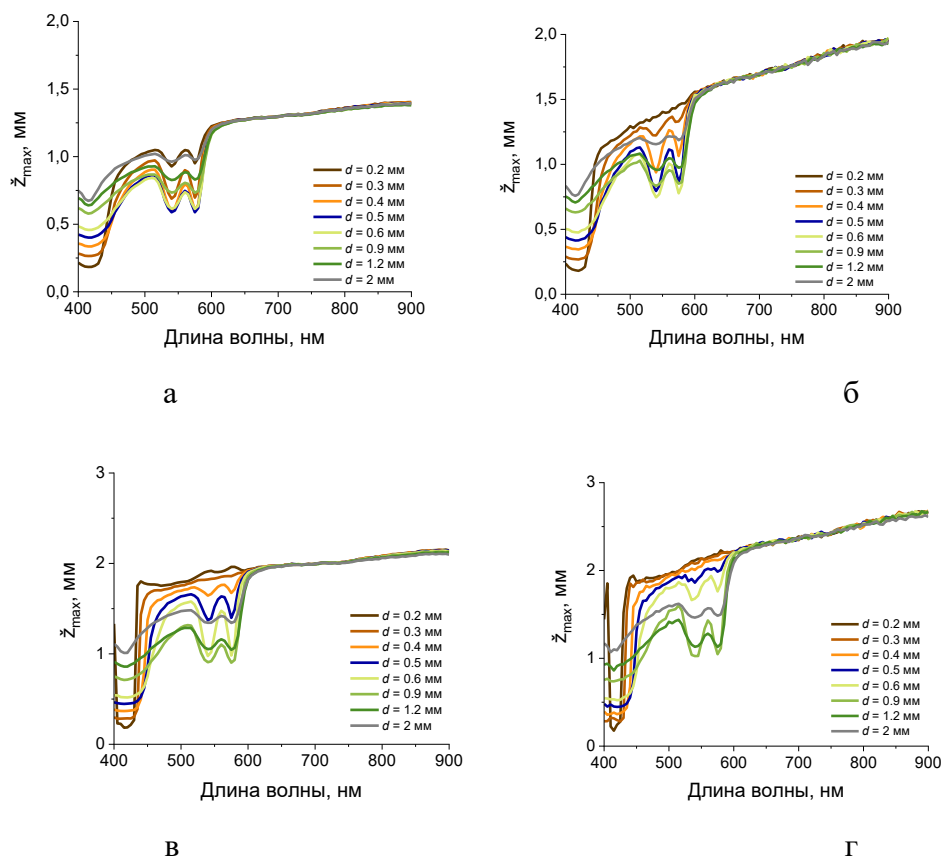 2,0
1,5
1,0
0,5
0,0
ž_max, мм
d = 0.2 мм
d = 0.3 мм
d = 0.4 мм
d = 0.5 мм
d = 0.6 мм
d = 0.9 мм
d = 1.2 мм
d = 2 мм
400 500 600 700 800 900
Длина волны, нм
а
2,0
1,5
1,0
0,5
0,0
ž_max, мм
d = 0.2 мм
d = 0.3 мм
d = 0.4 мм
d = 0.5 мм
d = 0.6 мм
d = 0.9 мм
d = 1.2 мм
d = 2 мм
400 500 600 700 800 900
Длина волны, нм
б
3
2
1
0
ž_max, мм
d = 0.2 мм
d = 0.3 мм
d = 0.4 мм
d = 0.5 мм
d = 0.6 мм
d = 0.9 мм
d = 1.2 мм
d = 2 мм
400 500 600 700 800 900
Длина волны, нм
в
3
2
1
0
ž_max, мм
d = 0.2 мм
d = 0.3 мм
d = 0.4 мм
d = 0.5 мм
d = 0.6 мм
d = 0.9 мм
d = 1.2 мм
d = 2 мм
400 500 600 700 800 900
Длина волны, нм
г